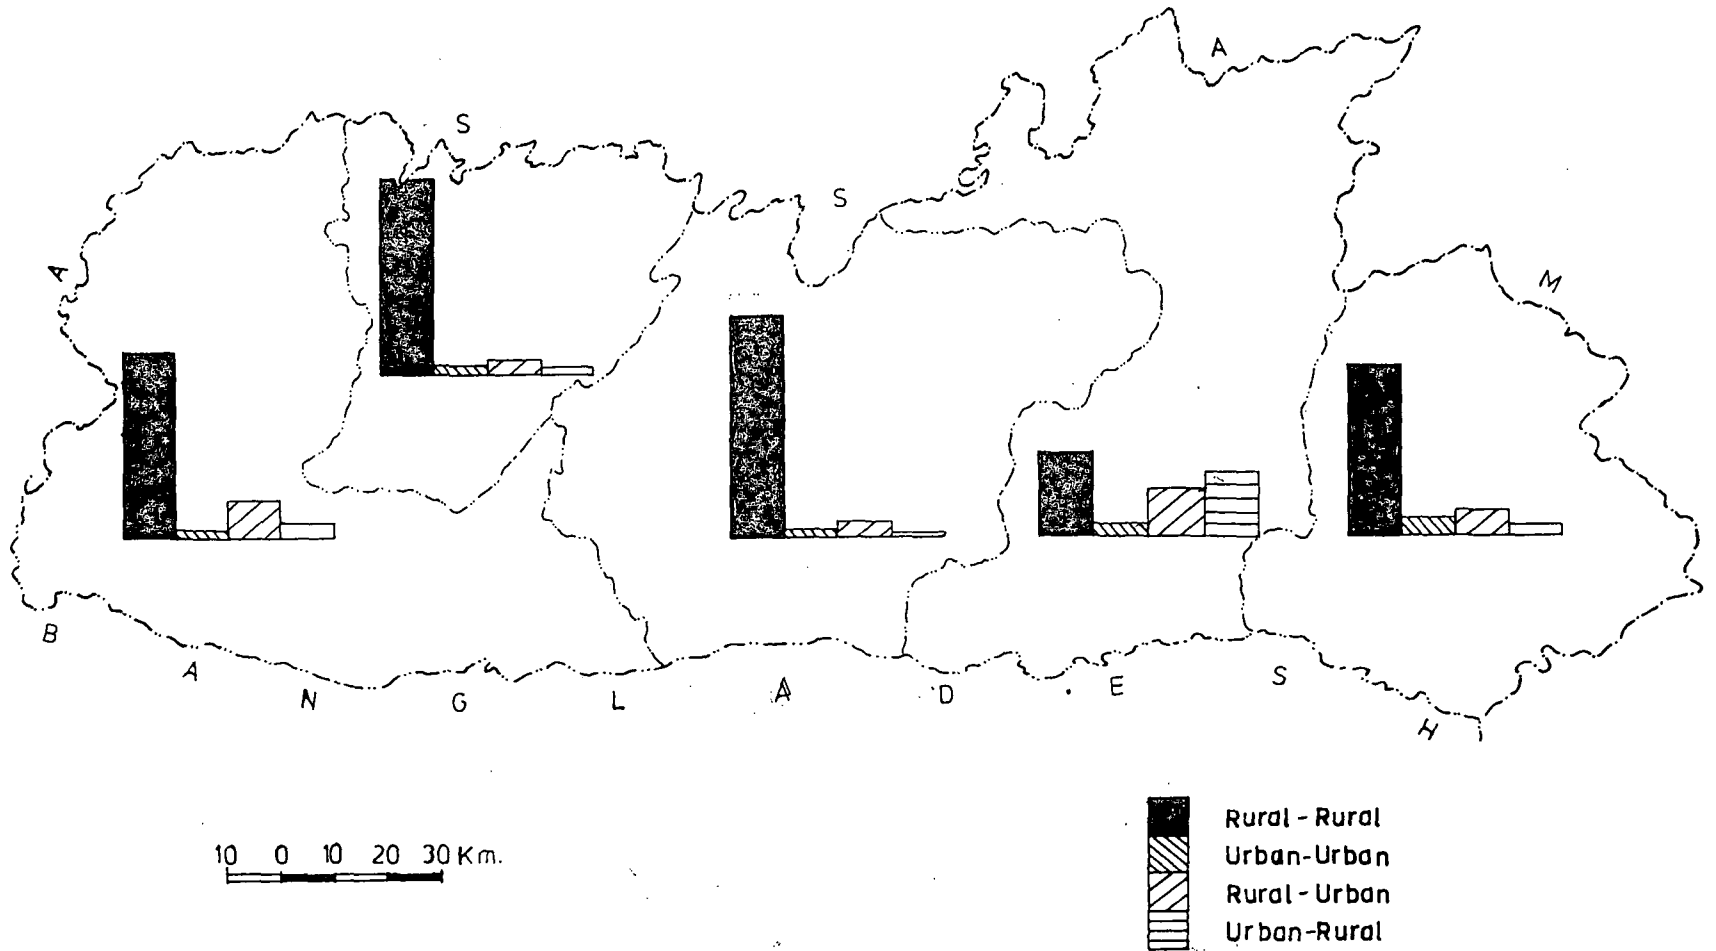 A S S A M
B A N G L A D E S H
10 0 10 20 30 Km.
Rural - Rural
Urban-Urban
Rural - Urban
Urban-Rural